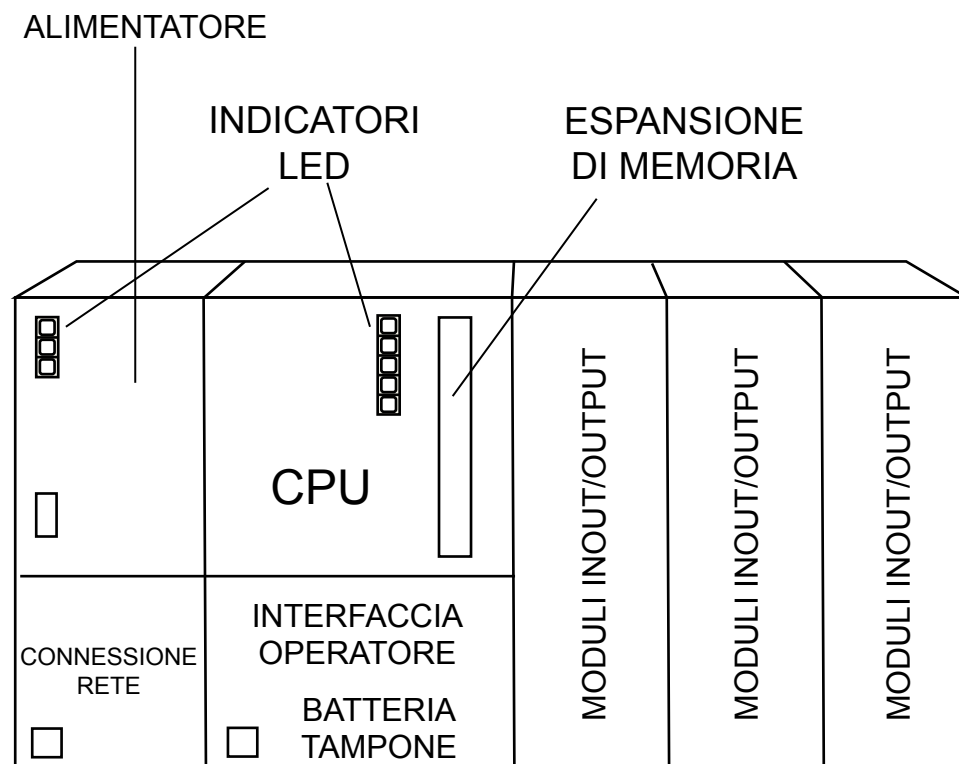 ALIMENTATORE
INDICATORI
LED
ESPANSIONE
DI MEMORIA
CPU
MODULI INOUT/OUTPUT
MODULI INOUT/OUTPUT
MODULI INOUT/OUTPUT
CONNESSIONE
RETE
INTERFACCIA
OPERATORE
BATTERIA
TAMPONE